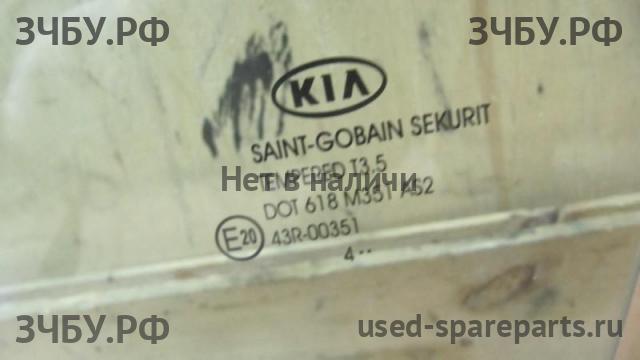 ЗЧБУ.РФ ЗЧБУ.РФ
KIA
SAINT-GOBAIN SEKURIT
TEMPERED T3,5
Нет в наличи
DOT 618 M351 AS2
E20 43R-00351
4 ··
ЗЧБУ.РФ used-spareparts.ru